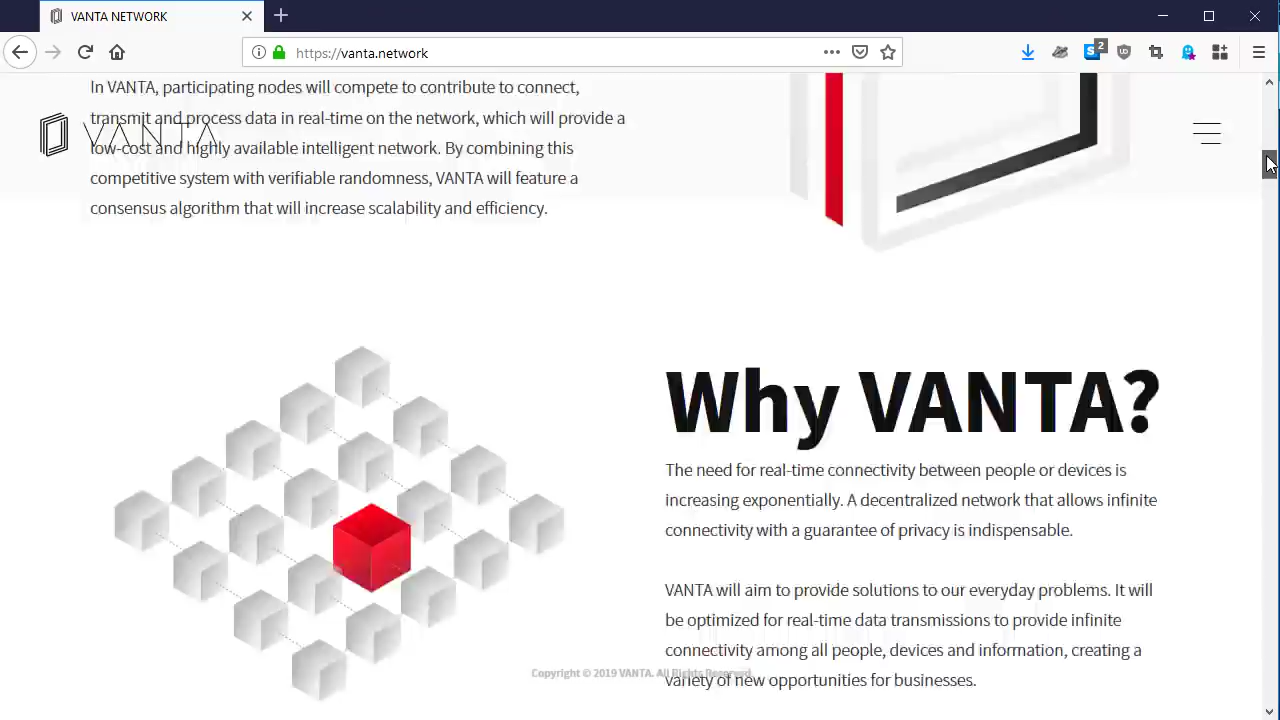 VANTA NETWORK
https://vanta.network
2
In VANTA, participating nodes will compete to contribute to connect,
transmit and process data in real-time on the network, which will provide a
VANTA
low-cost and highly available intelligent network. By combining this
competitive system with verifiable randomness, VANTA will feature a
consensus algorithm that will increase scalability and efficiency.
Why VANTA?
The need for real-time connectivity between people or devices is
increasing exponentially. A decentralized network that allows infinite
connectivity with a guarantee of privacy is indispensable.
VANTA will aim to provide solutions to our everyday problems. It will
be optimized for real-time data transmissions to provide infinite
connectivity among all people, devices and information, creating a
Copyright © 2019 VANTA. All Rights Reserved.
variety of new opportunities for businesses.